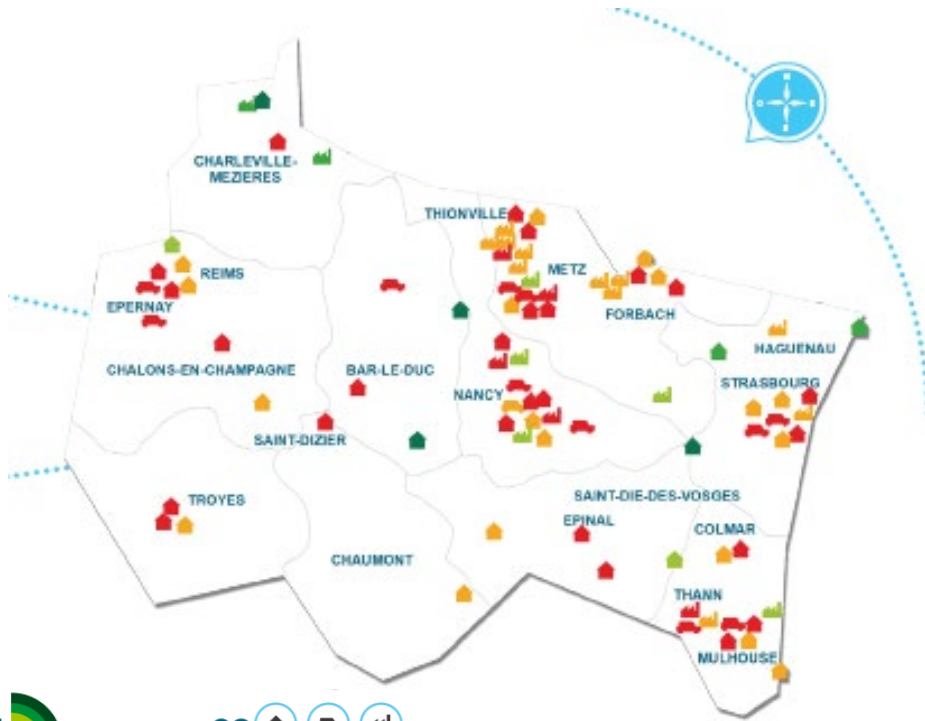 CHARLEVILLE-
MEZIERES
THIONVILLE
REIMS
METZ
EPERNAY
FORBACH
HAGUENAU
CHALONS-EN-CHAMPAGNE
BAR-LE-DUC
STRASBOURG
NANCY
SAINT-DIZIER
TROYES
SAINT-DIE-DES-VOSGES
EPINAL
COLMAR
CHAUMONT
THANN
MULHOUSE